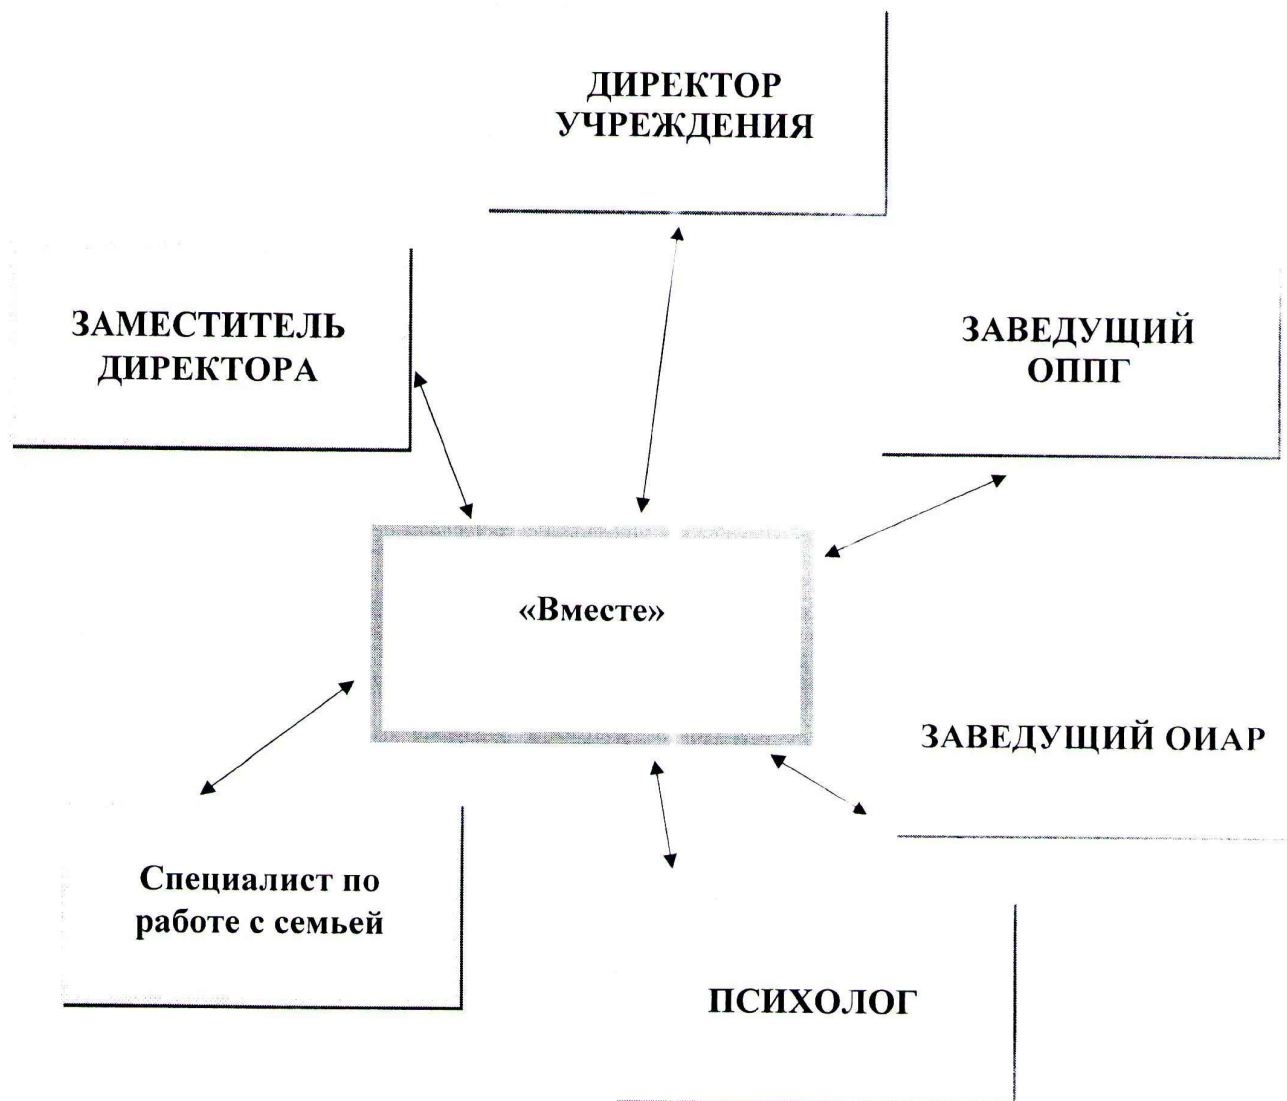 ДИРЕКТОР
УЧРЕЖДЕНИЯ
ЗАМЕСТИТЕЛЬ
ДИРЕКТОРА
ЗАВЕДУЩИЙ
ОППГ
«Вместе»
ЗАВЕДУЩИЙ ОИАР
Специалист по
работе с семьей
ПСИХОЛОГ